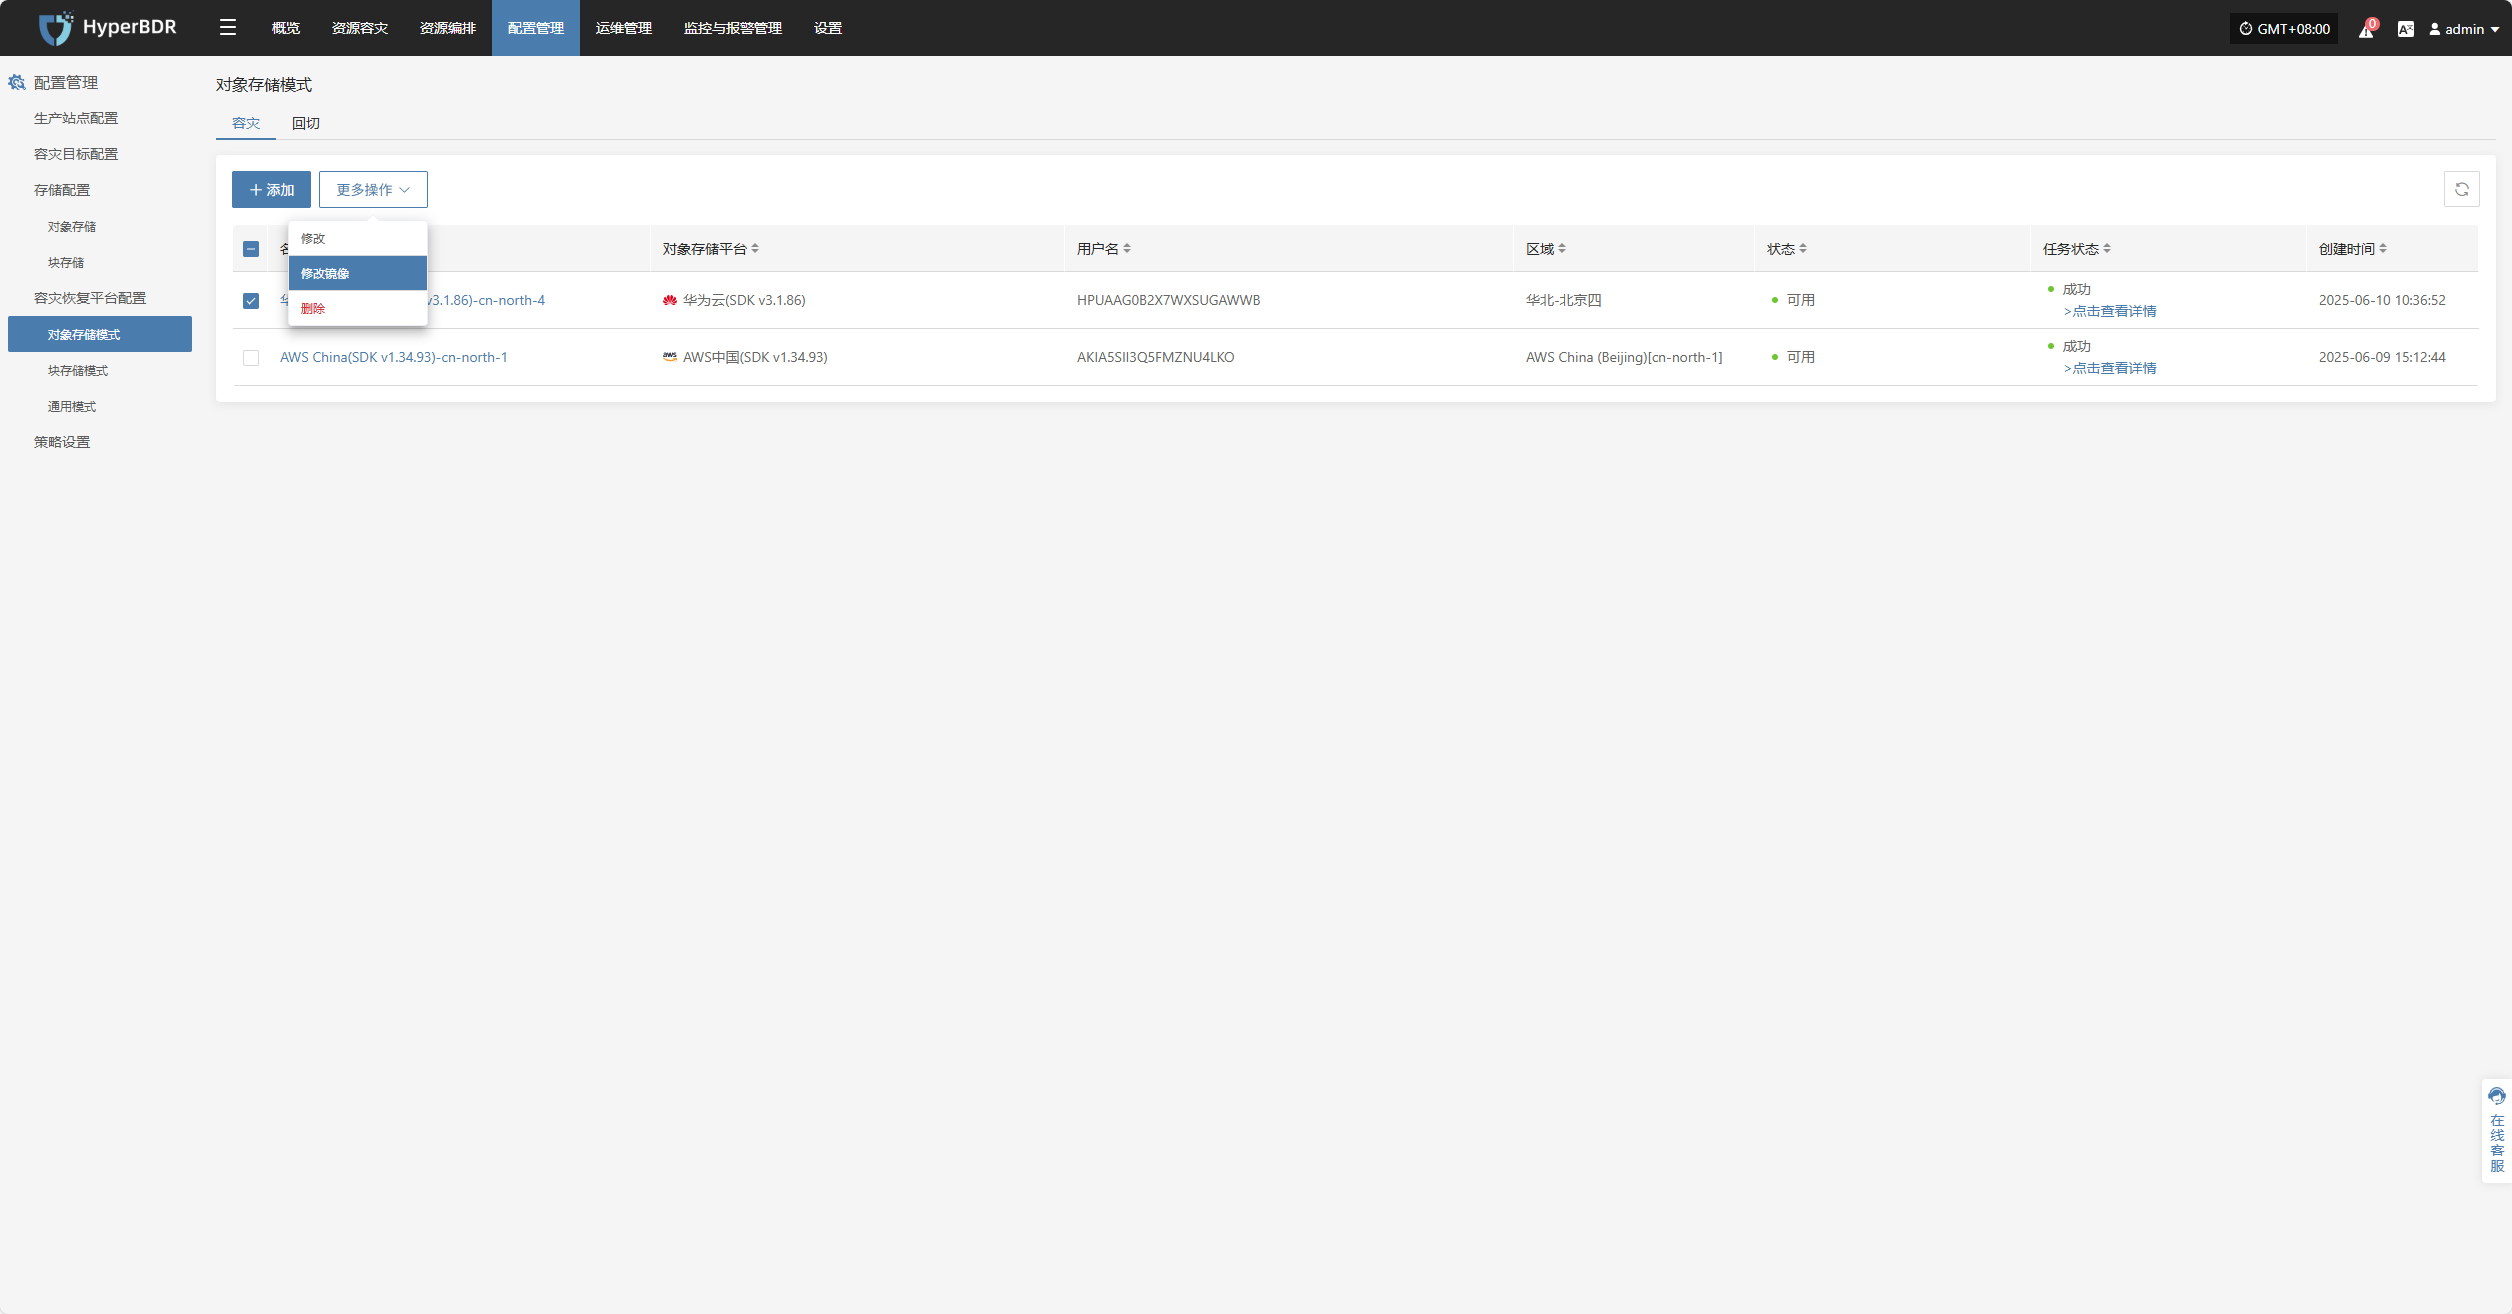 HyperBDR
概览
资源容灾
资源编排
配置管理
运维管理
监控与报警管理
设置
GMT+08:00
0
admin
配置管理
生产站点配置
容灾目标配置
存储配置
对象存储
块存储
容灾恢复平台配置
对象存储模式
块存储模式
通用模式
策略设置
对象存储模式
容灾 回切
添加 更多操作
修改
修改镜像
删除
对象存储平台 用户名 区域 状态 任务状态 创建时间
v3.1.86)-cn-north-4 华为云(SDK v3.1.86) HPUAAG0B2X7WXSUGAWWB 华北-北京四 可用 成功 2025-06-10 10:36:52
>点击查看详情
AWS China(SDK v1.34.93)-cn-north-1 aws AWS中国(SDK v1.34.93) AKIA5SII3Q5FMZNU4LKO AWS China (Beijing)[cn-north-1] 可用 成功 2025-06-09 15:12:44
>点击查看详情
在线客服